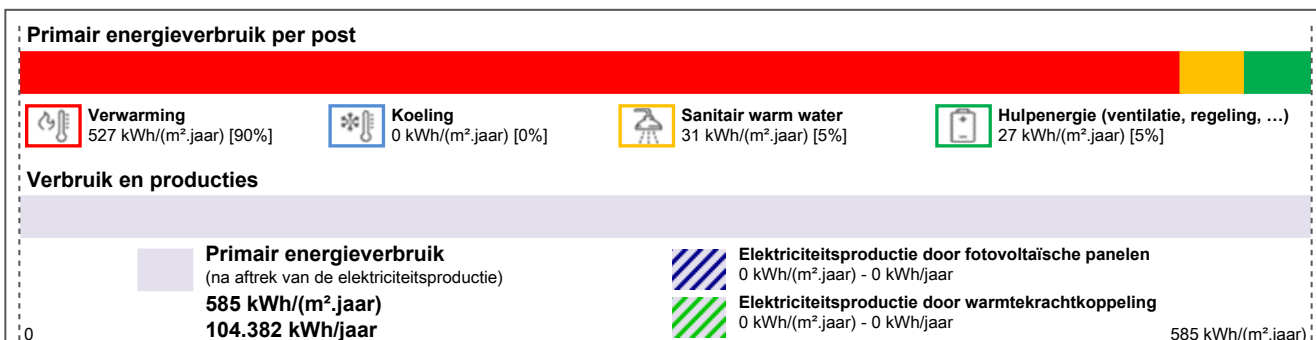 Primair energieverbruik per post
Verwarming
527 kWh/(m².jaar) [90%]
Koeling
0 kWh/(m².jaar) [0%]
Sanitair warm water
31 kWh/(m².jaar) [5%]
Hulpenergie (ventilatie, regeling, …)
27 kWh/(m².jaar) [5%]
Verbruik en producties
Primair energieverbruik
(na aftrek van de elektriciteitsproductie)
585 kWh/(m².jaar)
104.382 kWh/jaar
Elektriciteitsproductie door fotovoltaïsche panelen
0 kWh/(m².jaar) - 0 kWh/jaar
Elektriciteitsproductie door warmtekrachtkoppeling
0 kWh/(m².jaar) - 0 kWh/jaar
0
585 kWh/(m².jaar)